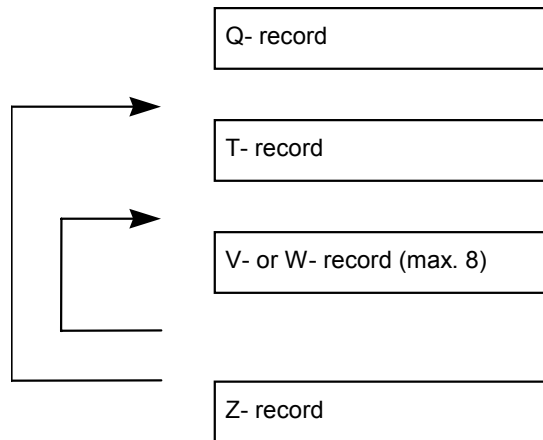 Q- record
T- record
V- or W- record (max. 8)
Z- record